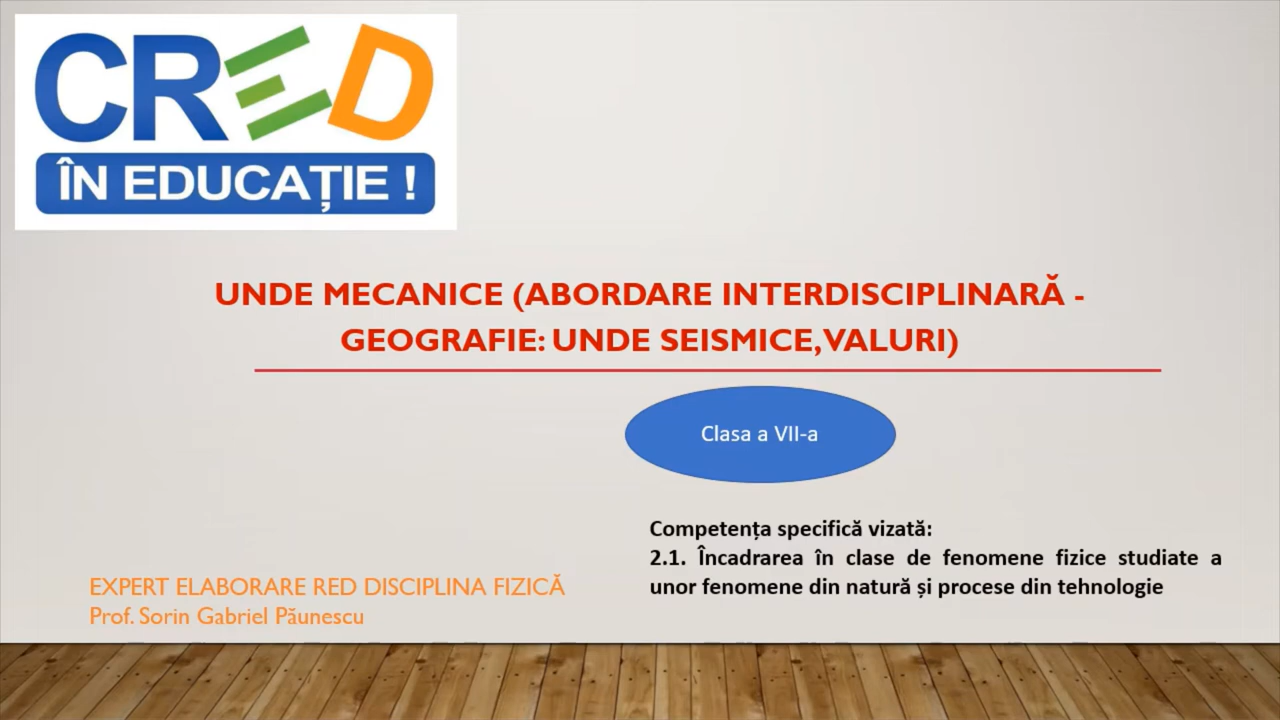 CRED
ÎN EDUCAȚIE !
UNDE MECANICE (ABORDARE INTERDISCIPLINARĂ -
GEOGRAFIE: UNDE SEISMICE, VALURI)
Clasa a VII-a
Competența specifică vizată:
2.1. Încadrarea în clase de fenomene fizice studiate a
unor fenomene din natură și procese din tehnologie
EXPERT ELABORARE RED DISCIPLINA FIZICĂ
Prof. Sorin Gabriel Păunescu